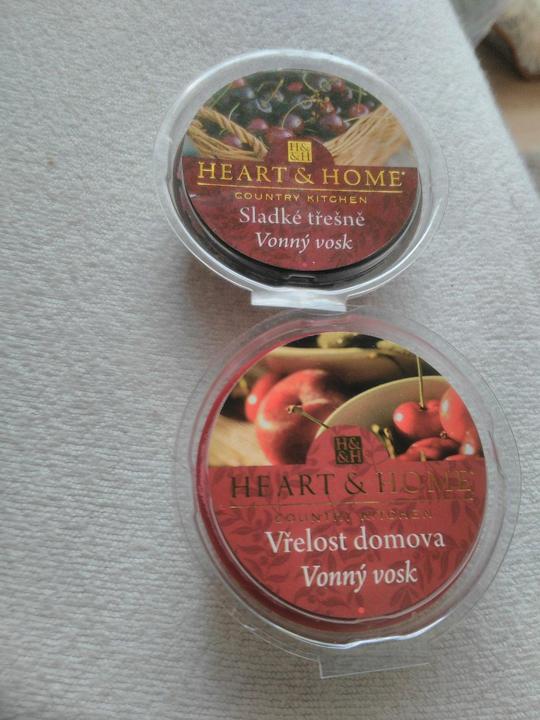 H&
&H
HEART & HOME
COUNTRY KITCHEN
Sladké třešně
Vonný vosk
H&
&H
HEART & HOME
COUNTRY KITCHEN
Vřelost domova
Vonný vosk